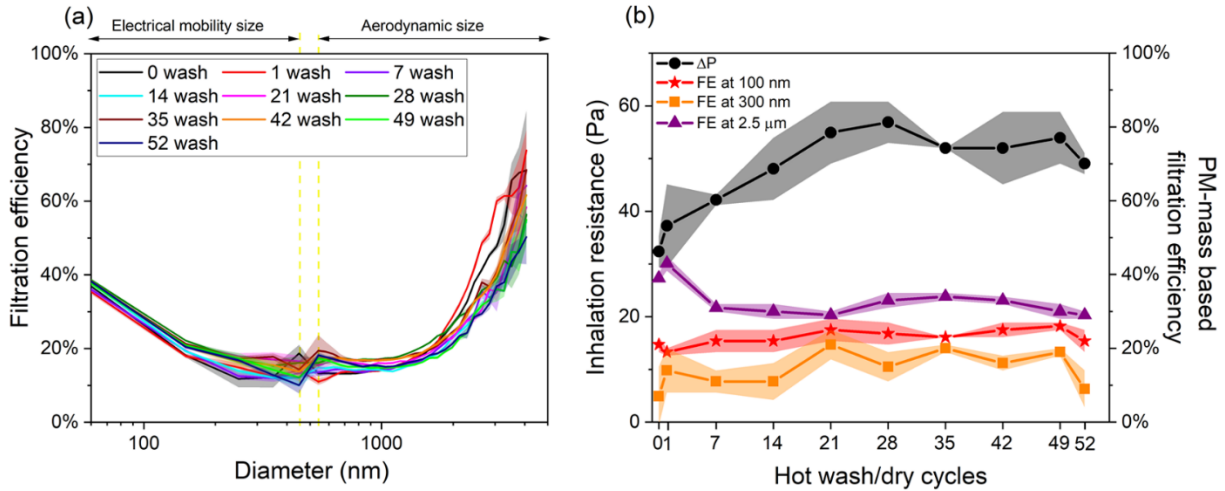 (a)
Electrical mobility size
Aerodynamic size
100%
80%
60%
40%
20%
0%
Filtration efficiency
0 wash 1 wash 7 wash
14 wash 21 wash 28 wash
35 wash 42 wash 49 wash
52 wash
100 1000
Diameter (nm)
(b)
60
40
20
0
Inhalation resistance (Pa)
ΔP
FE at 100 nm
FE at 300 nm
FE at 2.5 μm
100%
80%
60%
40%
20%
0%
PM-mass based
filtration efficiency
0 1 7 14 21 28 35 42 49 52
Hot wash/dry cycles